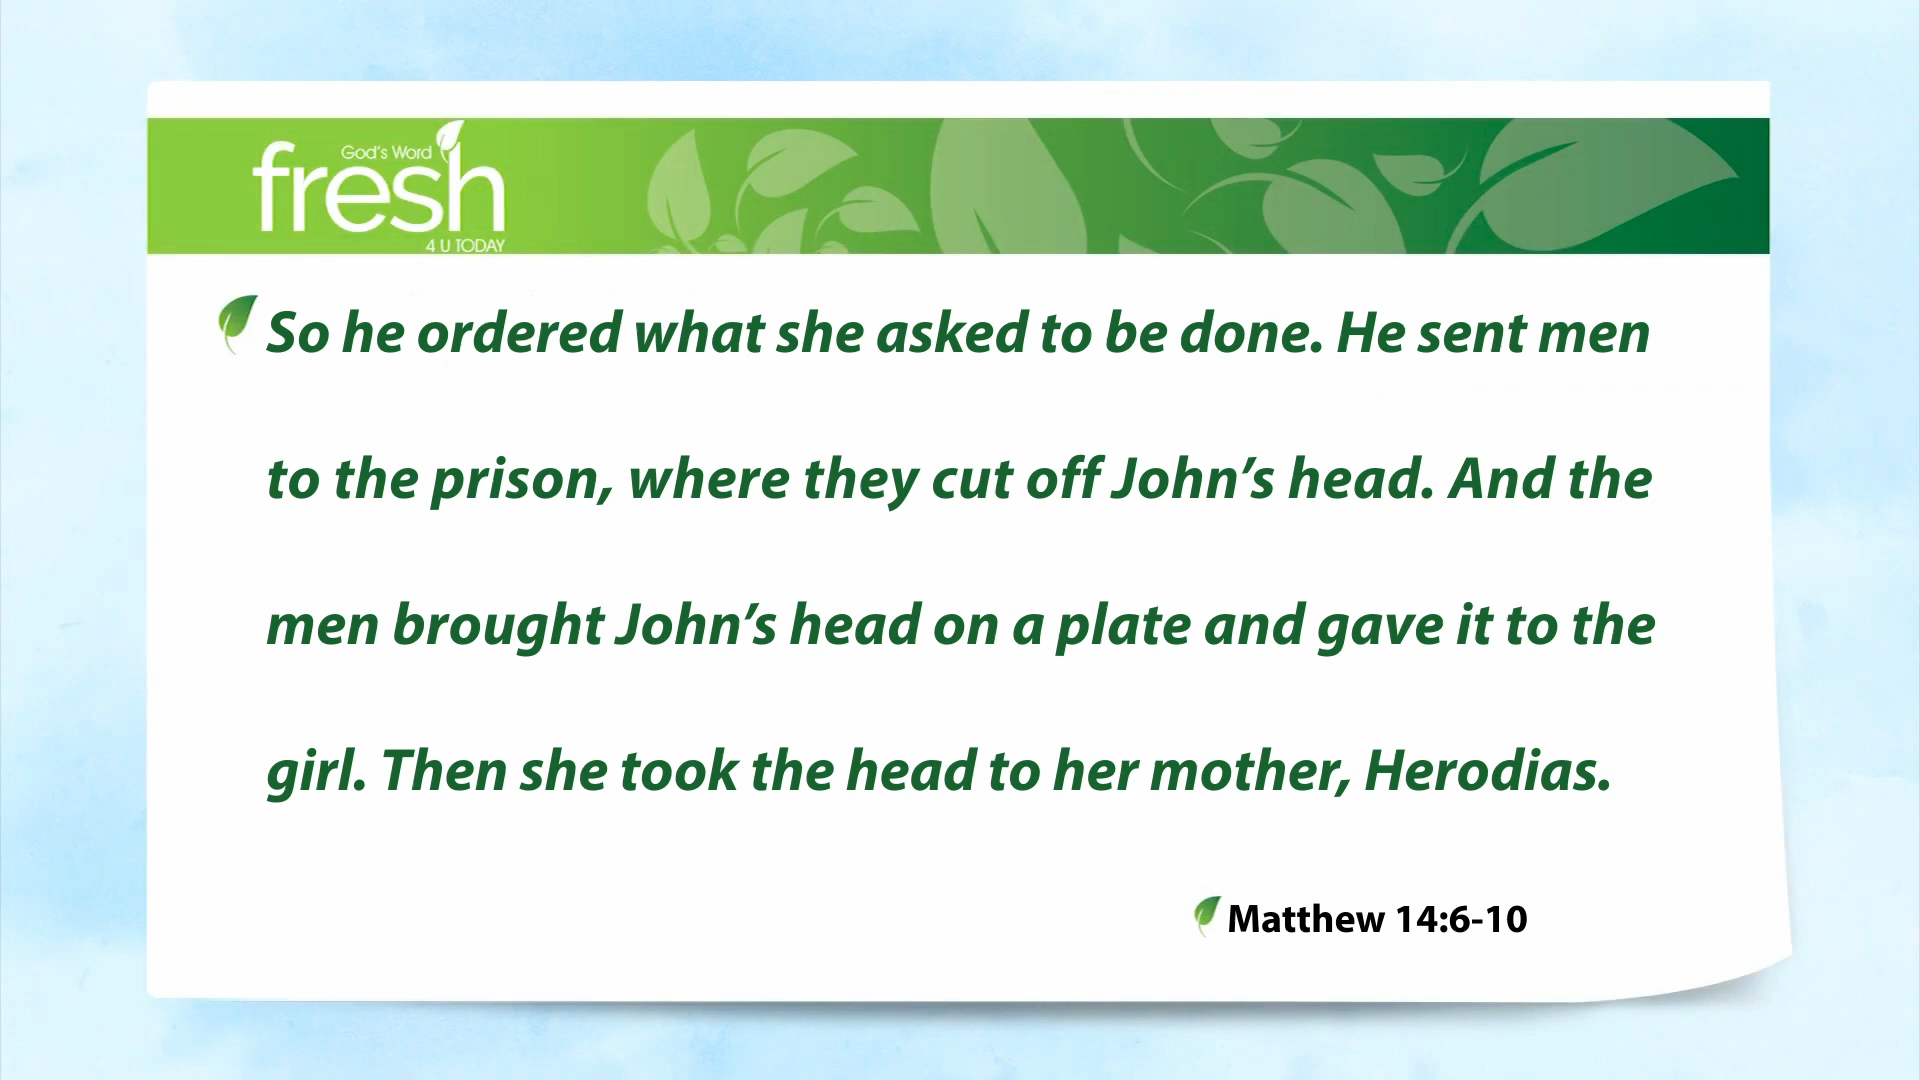 God's Word
fresh
4 U TODAY
So he ordered what she asked to be done. He sent men
to the prison, where they cut off John’s head. And the
men brought John’s head on a plate and gave it to the
girl. Then she took the head to her mother, Herodias.
Matthew 14:6-10